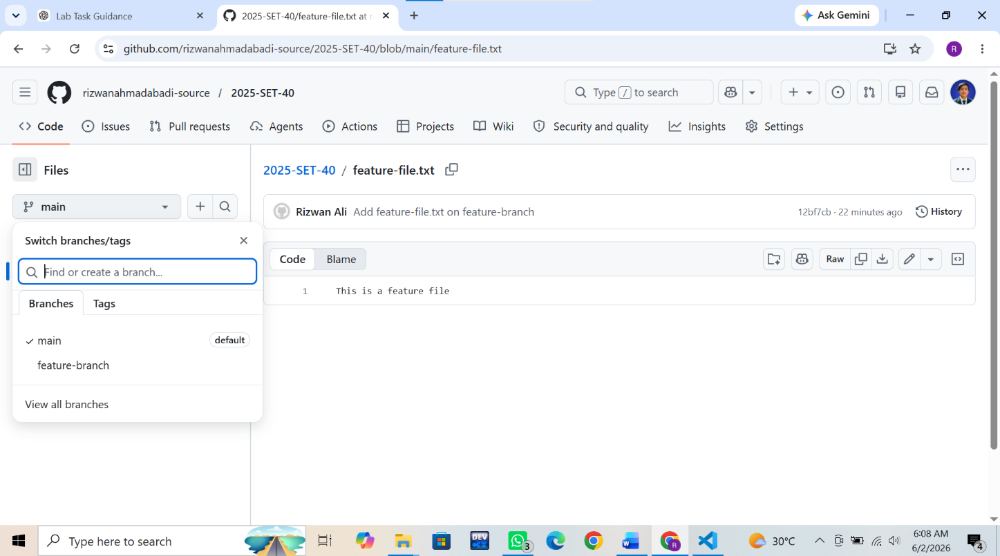 Lab Task Guidance
2025-SET-40/feature-file.txt at m
Ask Gemini
github.com/rizwanahmadabadi-source/2025-SET-40/blob/main/feature-file.txt
R
rizwanahmadabadi-source / 2025-SET-40
Type / to search
Code
Issues
Pull requests
Agents
Actions
Projects
Wiki
Security and quality
Insights
Settings
Files
2025-SET-40 / feature-file.txt
main
Rizwan Ali Add feature-file.txt on feature-branch
12bf7cb · 22 minutes ago
History
Switch branches/tags
Find or create a branch...
Branches
Tags
main
default
feature-branch
View all branches
Code
Blame
Raw
1 This is a feature file
Type here to search
DEV C++
3
R
30°C
6:08 AM
6/2/2026
4